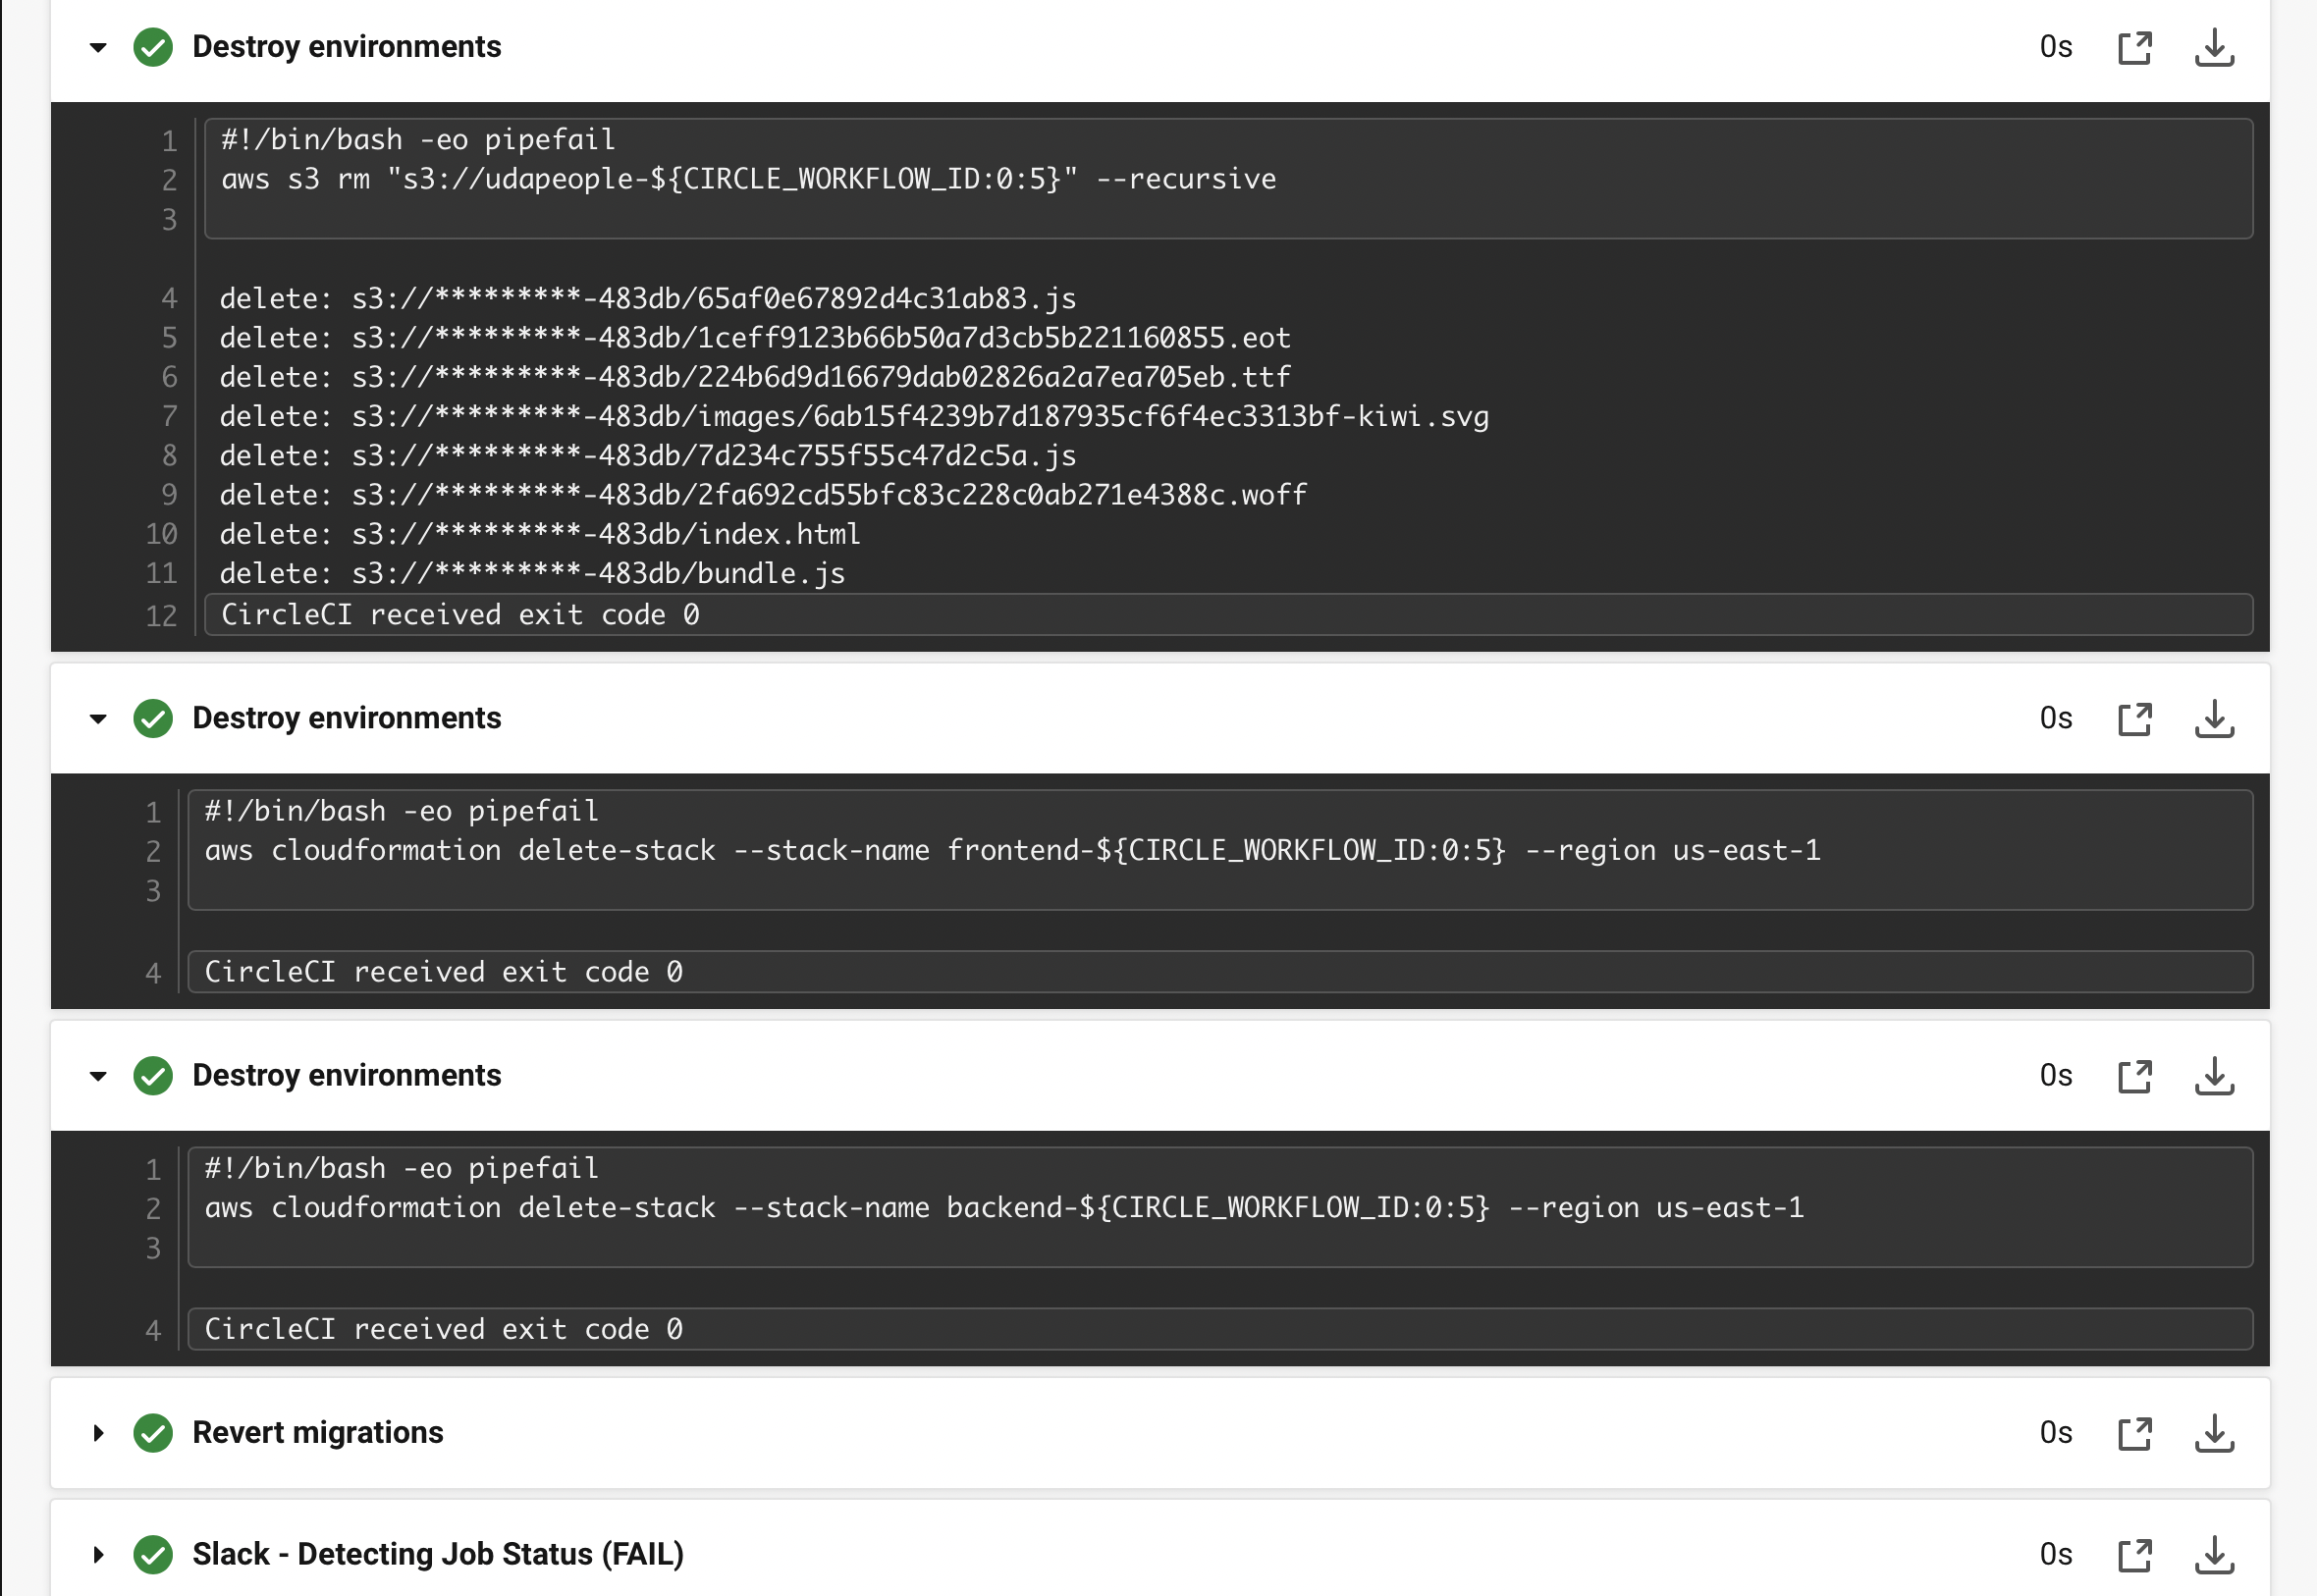 Destroy environments 0s
1 #!/bin/bash -eo pipefail
2 aws s3 rm "s3://udapeople-${CIRCLE_WORKFLOW_ID:0:5}" --recursive
3
4 delete: s3://*********-483db/65af0e67892d4c31ab83.js
5 delete: s3://*********-483db/1ceff9123b66b50a7d3cb5b221160855.eot
6 delete: s3://*********-483db/224b6d9d16679dab02826a2a7ea705eb.ttf
7 delete: s3://*********-483db/images/6ab15f4239b7d187935cf6f4ec3313bf-kiwi.svg
8 delete: s3://*********-483db/7d234c755f55c47d2c5a.js
9 delete: s3://*********-483db/2fa692cd55bfc83c228c0ab271e4388c.woff
10 delete: s3://*********-483db/index.html
11 delete: s3://*********-483db/bundle.js
12 CircleCI received exit code 0
Destroy environments 0s
1 #!/bin/bash -eo pipefail
2 aws cloudformation delete-stack --stack-name frontend-${CIRCLE_WORKFLOW_ID:0:5} --region us-east-1
3
4 CircleCI received exit code 0
Destroy environments 0s
1 #!/bin/bash -eo pipefail
2 aws cloudformation delete-stack --stack-name backend-${CIRCLE_WORKFLOW_ID:0:5} --region us-east-1
3
4 CircleCI received exit code 0
Revert migrations 0s
Slack - Detecting Job Status (FAIL) 0s